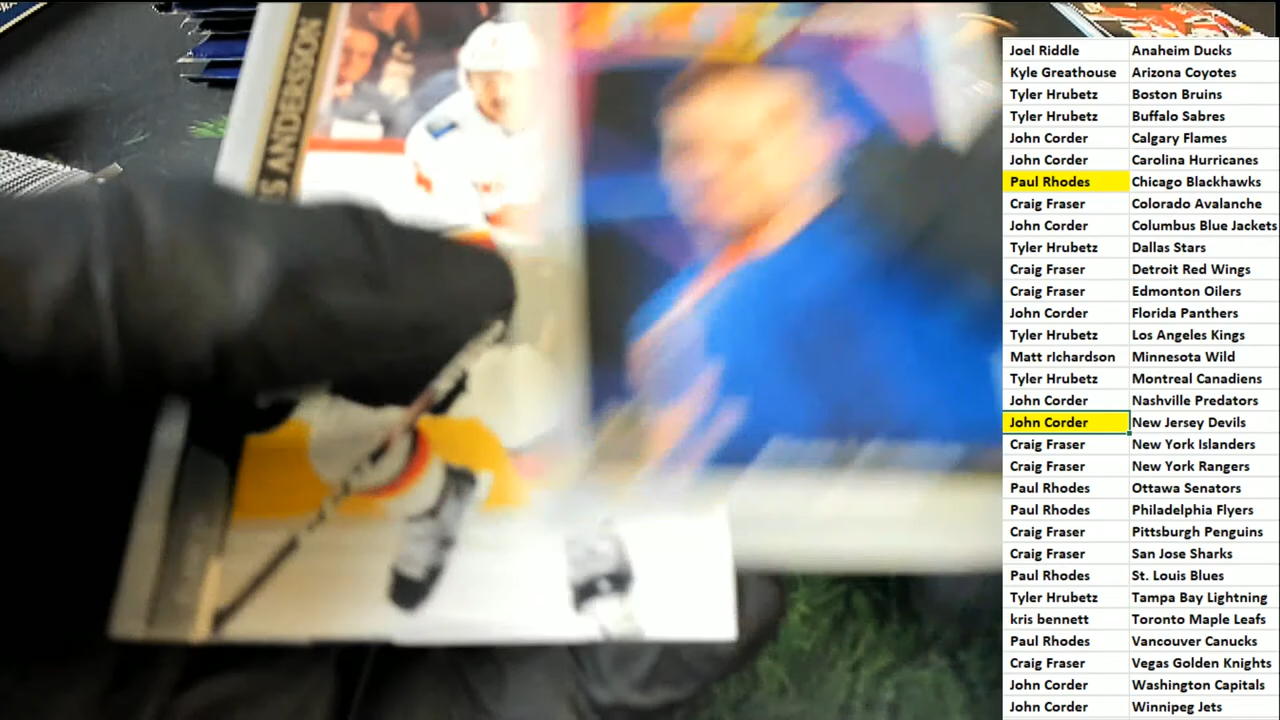 S ANDERSSON
Joel Riddle Anaheim Ducks
Kyle Greathouse Arizona Coyotes
Tyler Hrubetz Boston Bruins
Tyler Hrubetz Buffalo Sabres
John Corder Calgary Flames
John Corder Carolina Hurricanes
Paul Rhodes Chicago Blackhawks
Craig Fraser Colorado Avalanche
John Corder Columbus Blue Jackets
Tyler Hrubetz Dallas Stars
Craig Fraser Detroit Red Wings
Craig Fraser Edmonton Oilers
John Corder Florida Panthers
Tyler Hrubetz Los Angeles Kings
Matt rIchardson Minnesota Wild
Tyler Hrubetz Montreal Canadiens
John Corder Nashville Predators
John Corder New Jersey Devils
Craig Fraser New York Islanders
Craig Fraser New York Rangers
Paul Rhodes Ottawa Senators
Paul Rhodes Philadelphia Flyers
Craig Fraser Pittsburgh Penguins
Craig Fraser San Jose Sharks
Paul Rhodes St. Louis Blues
Tyler Hrubetz Tampa Bay Lightning
kris bennett Toronto Maple Leafs
Paul Rhodes Vancouver Canucks
Craig Fraser Vegas Golden Knights
John Corder Washington Capitals
John Corder Winnipeg Jets